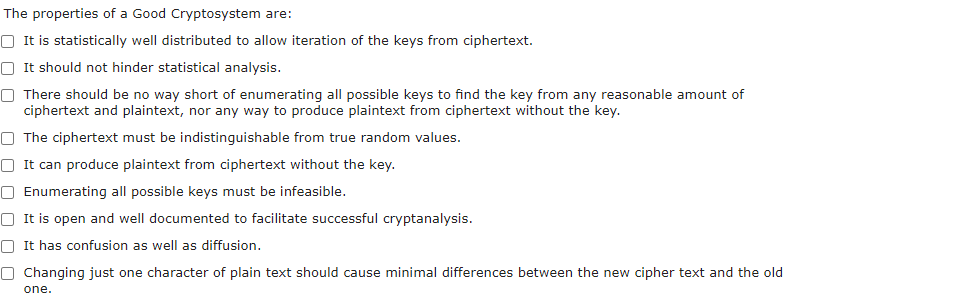 The properties of a Good Cryptosystem are:
It is statistically well distributed to allow iteration of the keys from ciphertext.
It should not hinder statistical analysis.
There should be no way short of enumerating all possible keys to find the key from any reasonable amount of
ciphertext and plaintext, nor any way to produce plaintext from ciphertext without the key.
The ciphertext must be indistinguishable from true random values.
It can produce plaintext from ciphertext without the key.
Enumerating all possible keys must be infeasible.
It is open and well documented to facilitate successful cryptanalysis.
It has confusion as well as diffusion.
Changing just one character of plain text should cause minimal differences between the new cipher text and the old
one.